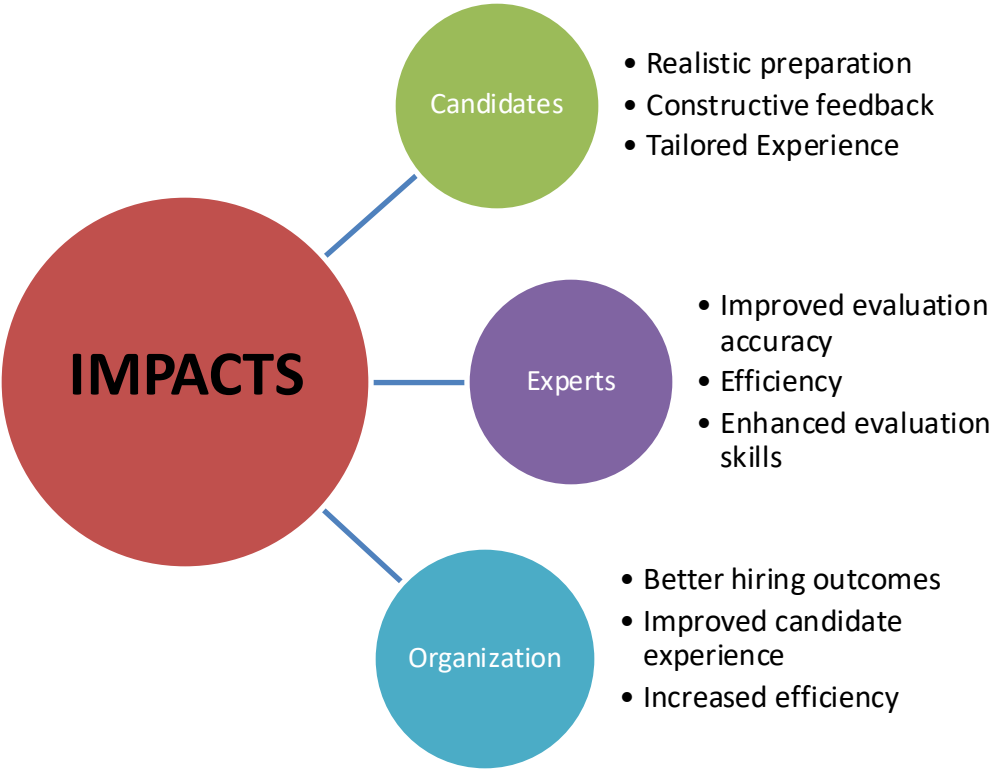 Candidates
• Realistic preparation
• Constructive feedback
• Tailored Experience
IMPACTS
Experts
• Improved evaluation
accuracy
• Efficiency
• Enhanced evaluation
skills
Organization
• Better hiring outcomes
• Improved candidate
experience
• Increased efficiency